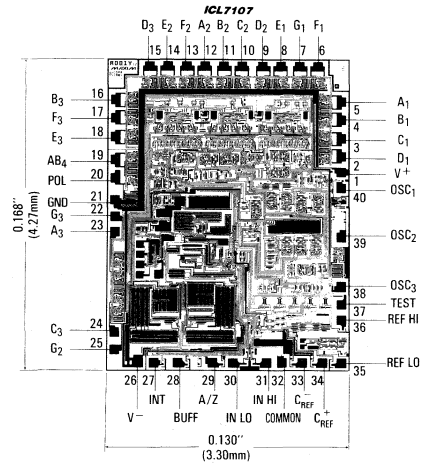 ICL7107
D3 E2 F2 A2 B2 C2 D2 E1 G1 F1
15 14 13 12 11 10 9 8 7 6
B3 16
F3 17
E3 18
AB4 19
POL 20
GND 21
G3 22
A3 23
C3 24
G2 25
5 A1
4 B1
3 C1
2 D1
1 V+
40 OSC1
39 OSC2
38 OSC3
37 TEST
36 REF HI
35 REF LO
0.168"
(4.27mm)
26 27 28 29 30 31 32 33 34
INT A/Z IN HI C-REF
V- BUFF IN LO COMMON C+REF
0.130"
(3.30mm)